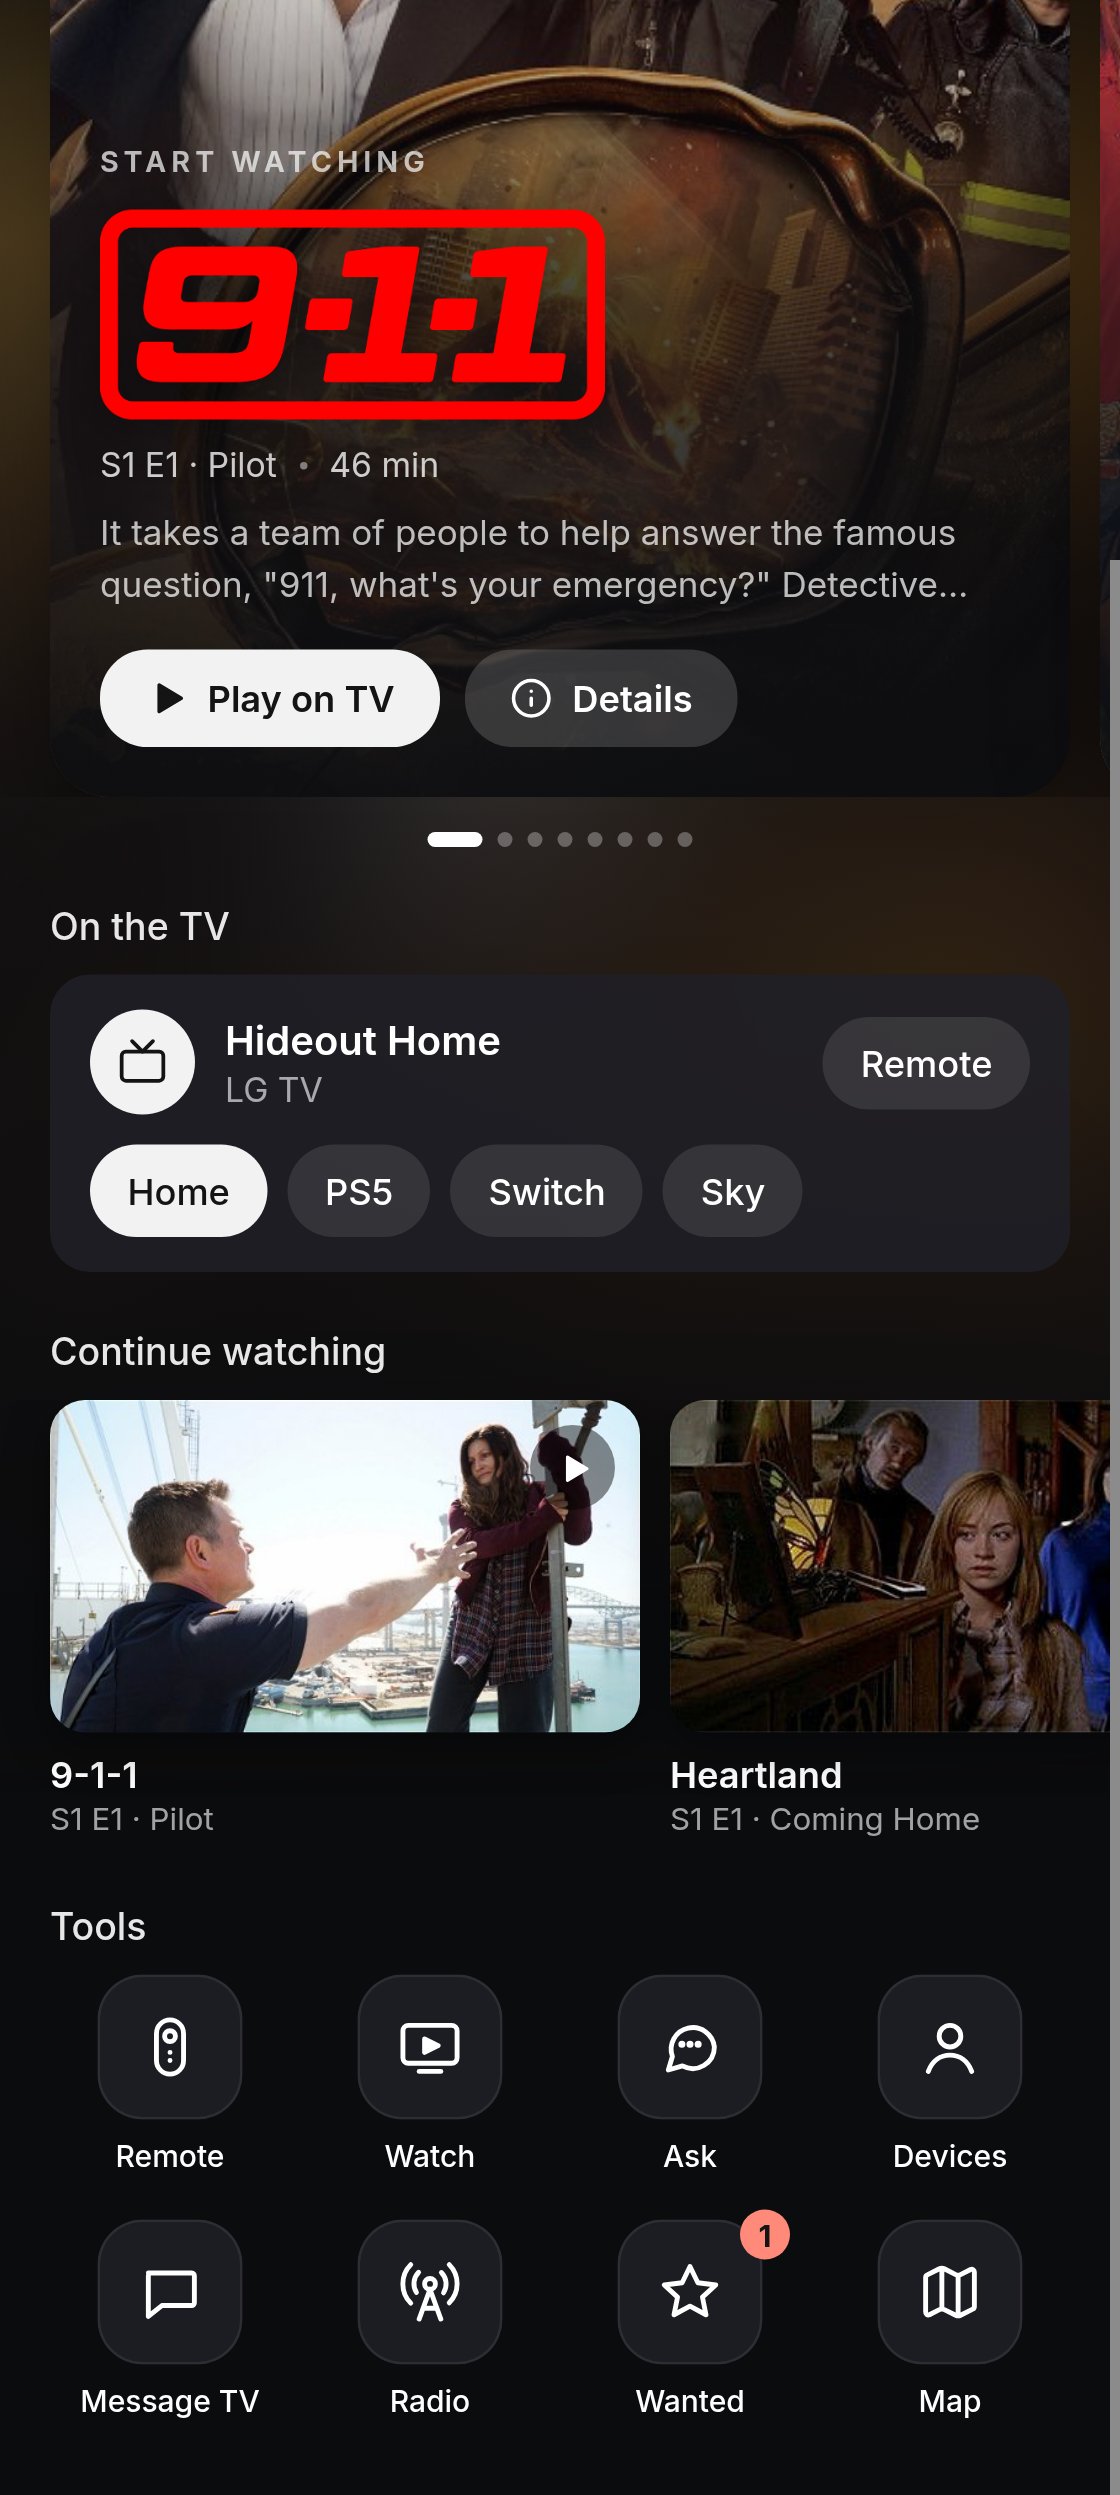 START WATCHING
9-1-1
S1 E1 · Pilot • 46 min
It takes a team of people to help answer the famous
question, "911, what's your emergency?" Detective...
Play on TV
Details
On the TV
Hideout Home
LG TV
Remote
Home
PS5
Switch
Sky
Continue watching
9-1-1
S1 E1 · Pilot
Heartland
S1 E1 · Coming Home
Tools
Remote
Watch
Ask
Devices
1
Message TV
Radio
Wanted
Map